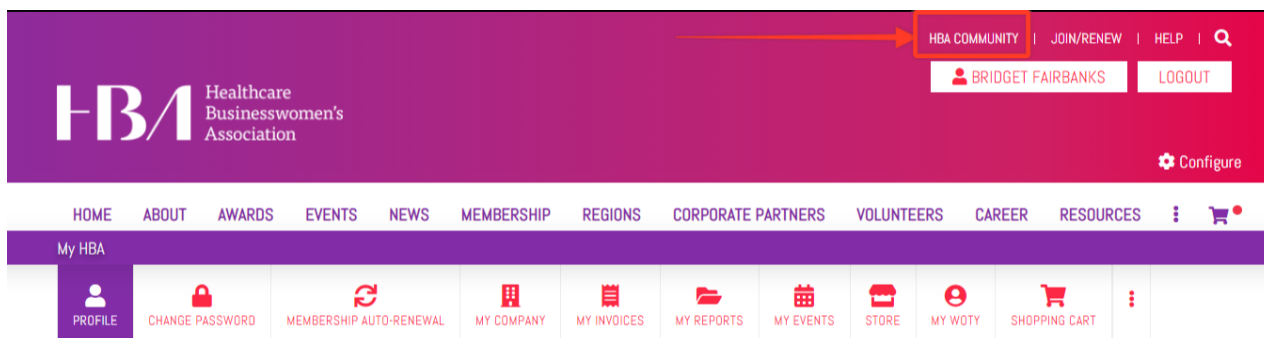 HBA COMMUNITY | JOIN/RENEW | HELP |
BRIDGET FAIRBANKS LOGOUT
HBA Healthcare
Businesswomen's
Association
Configure
HOME ABOUT AWARDS EVENTS NEWS MEMBERSHIP REGIONS CORPORATE PARTNERS VOLUNTEERS CAREER RESOURCES
My HBA
PROFILE CHANGE PASSWORD MEMBERSHIP AUTO-RENEWAL MY COMPANY MY INVOICES MY REPORTS MY EVENTS STORE MY WOTY SHOPPING CART